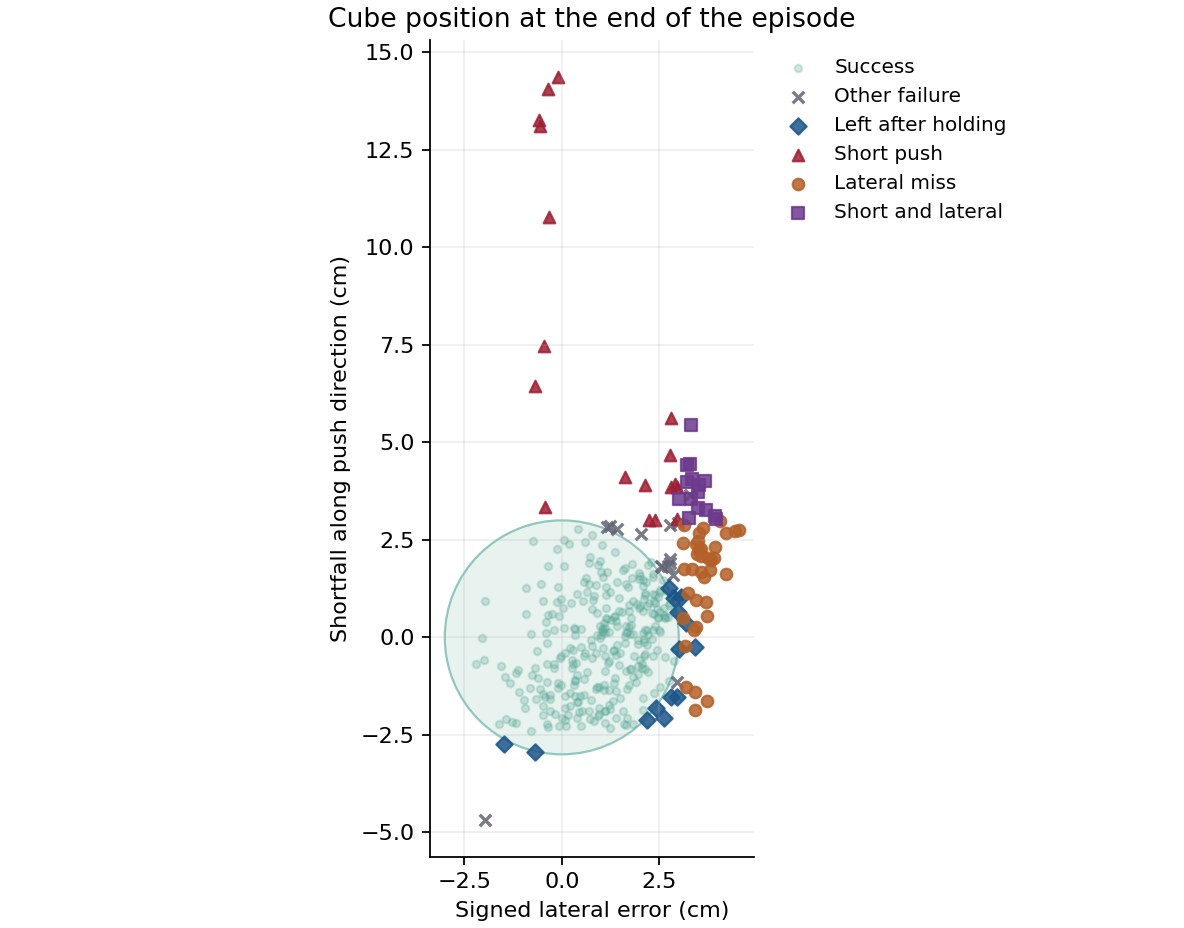 Cube position at the end of the episode
15.0
12.5
10.0
7.5
5.0
2.5
0.0
−2.5
−5.0
Shortfall along push direction (cm)
−2.5
0.0
2.5
Signed lateral error (cm)
Success
Other failure
Left after holding
Short push
Lateral miss
Short and lateral